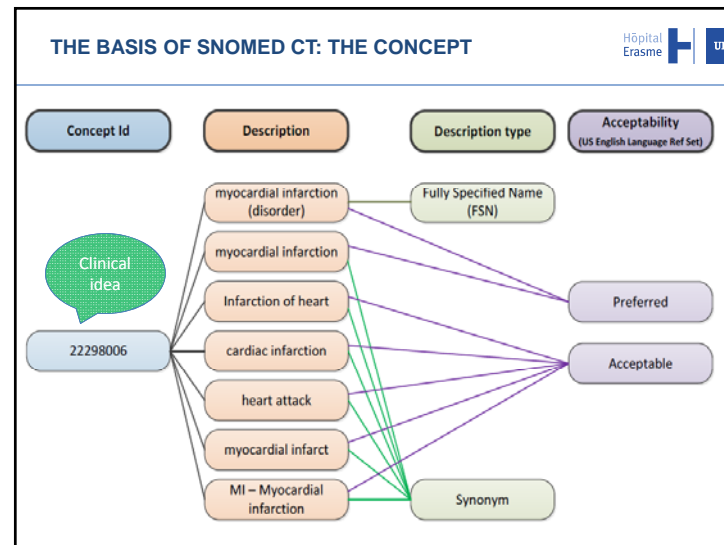 THE BASIS OF SNOMED CT: THE CONCEPT
Hôpital
Erasme
Concept Id
Description
Description type
Acceptability
(US English Language Ref Set)
myocardial infarction
(disorder)
Fully Specified Name
(FSN)
myocardial infarction
Clinical
idea
Infarction of heart
Preferred
22298006
cardiac infarction
Acceptable
heart attack
myocardial infarct
MI – Myocardial
infarction
Synonym